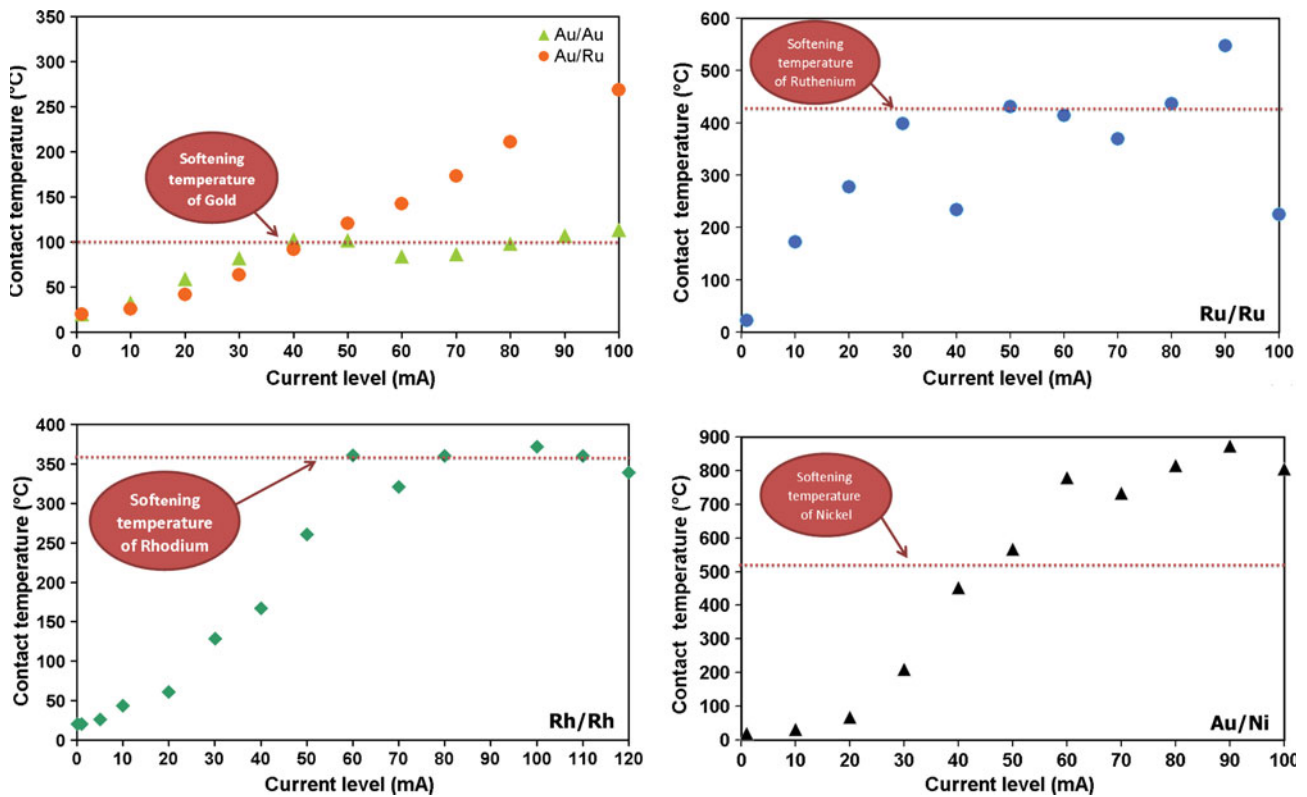 350
300
250
200
150
100
50
0
Contact temperature (°C)
Au/Au
Au/Ru
Softening
temperature
of Gold
0 10 20 30 40 50 60 70 80 90 100
Current level (mA)
600
500
400
300
200
100
0
Contact temperature (°C)
Softening
temperature
of Ruthenium
Ru/Ru
0 10 20 30 40 50 60 70 80 90 100
Current level (mA)
400
350
300
250
200
150
100
50
0
Contact temperature (°C)
Softening
temperature
of Rhodium
Rh/Rh
0 10 20 30 40 50 60 70 80 90 100 110 120
Current level (mA)
900
800
700
600
500
400
300
200
100
0
Contact temperature (°C)
Softening
temperature
of Nickel
Au/Ni
0 10 20 30 40 50 60 70 80 90 100
Current level (mA)